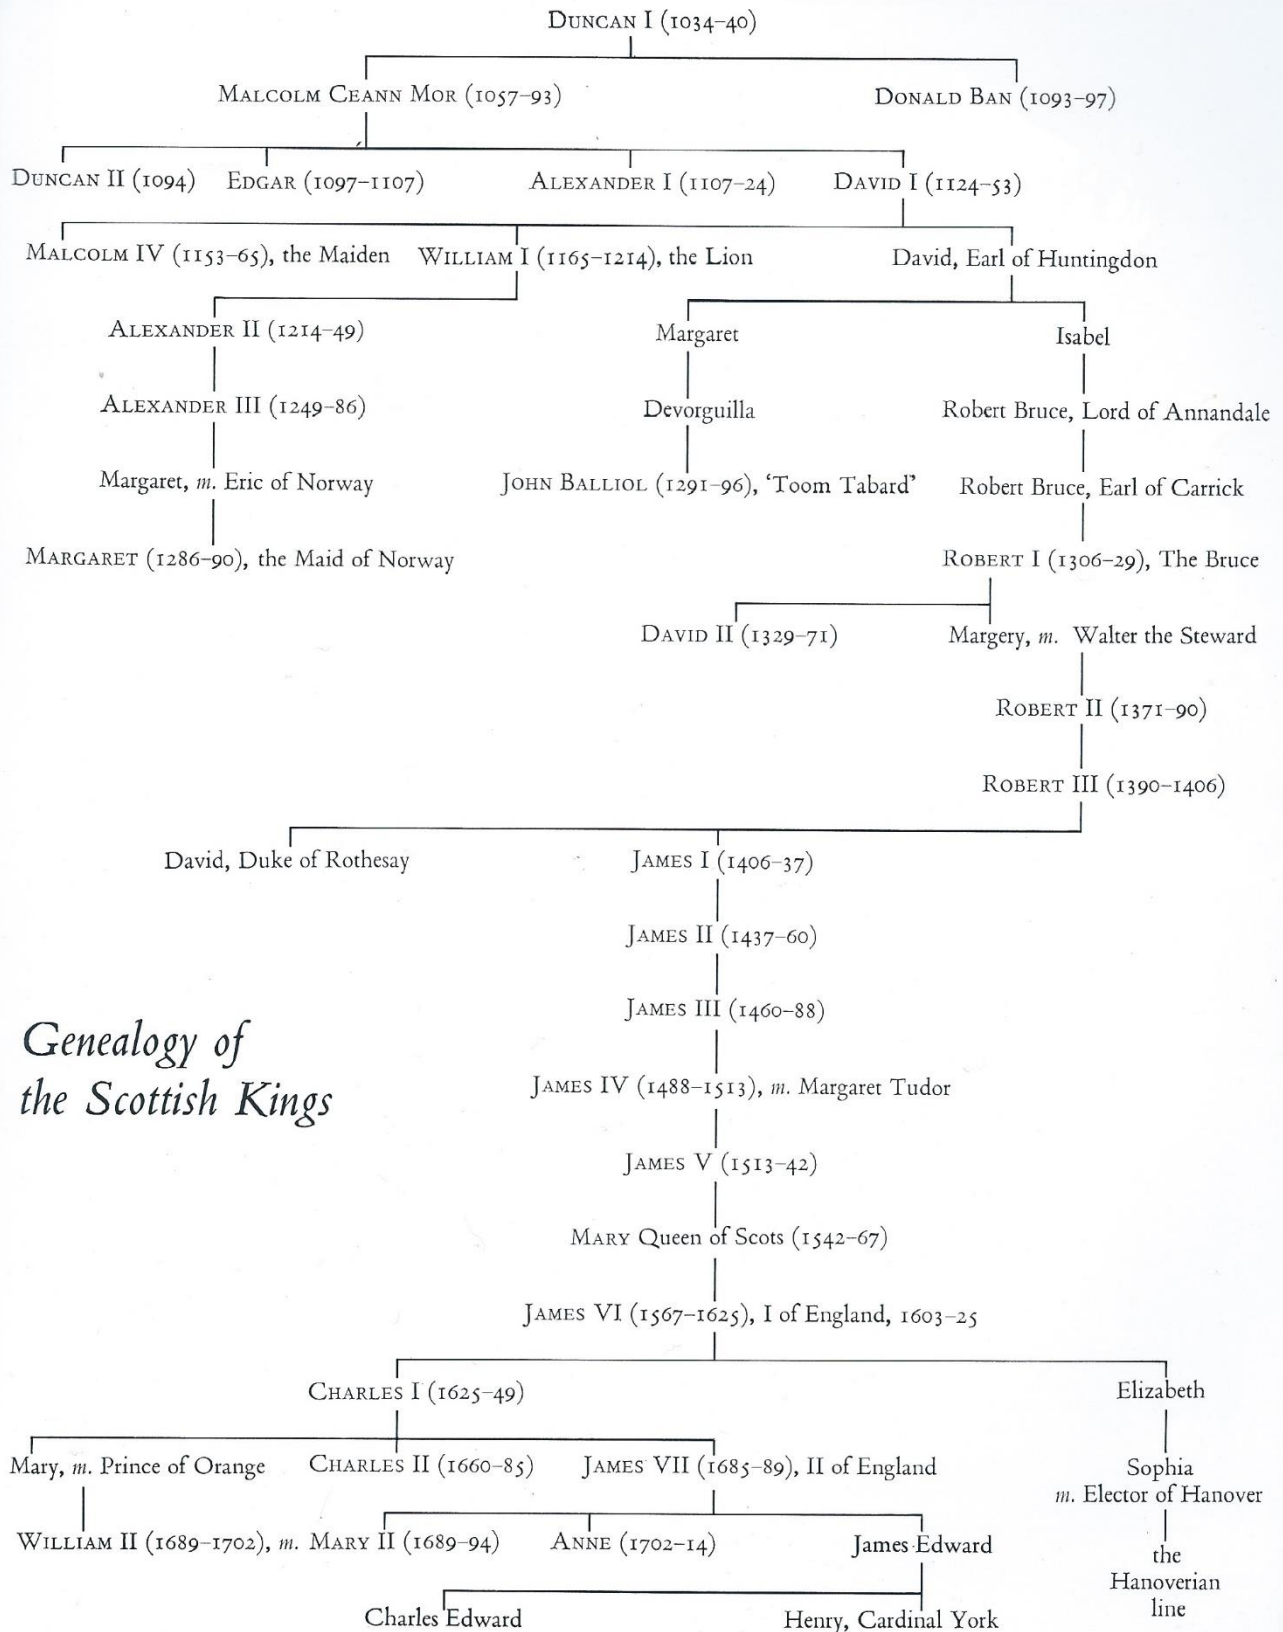 DUNCAN I (1034–40)
MALCOLM CEANN MOR (1057–93)
DONALD BAN (1093–97)
DUNCAN II (1094)
EDGAR (1097–1107)
ALEXANDER I (1107–24)
DAVID I (1124–53)
MALCOLM IV (1153–65), the Maiden
WILLIAM I (1165–1214), the Lion
David, Earl of Huntingdon
ALEXANDER II (1214–49)
Margaret
Isabel
ALEXANDER III (1249–86)
Devorguilla
Robert Bruce, Lord of Annandale
Margaret, m. Eric of Norway
JOHN BALLIOL (1291–96), ‘Toom Tabard’
Robert Bruce, Earl of Carrick
MARGARET (1286–90), the Maid of Norway
ROBERT I (1306–29), The Bruce
DAVID II (1329–71)
Margery, m. Walter the Steward
ROBERT II (1371–90)
ROBERT III (1390–1406)
David, Duke of Rothesay
JAMES I (1406–37)
JAMES II (1437–60)
JAMES III (1460–88)
Genealogy of
the Scottish Kings
JAMES IV (1488–1513), m. Margaret Tudor
JAMES V (1513–42)
MARY Queen of Scots (1542–67)
JAMES VI (1567–1625), I of England, 1603–25
CHARLES I (1625–49)
Elizabeth
Mary, m. Prince of Orange
CHARLES II (1660–85)
JAMES VII (1685–89), II of England
Sophia
m. Elector of Hanover
WILLIAM II (1689–1702), m. MARY II (1689–94)
ANNE (1702–14)
James Edward
the
Hanoverian
line
Charles Edward
Henry, Cardinal York